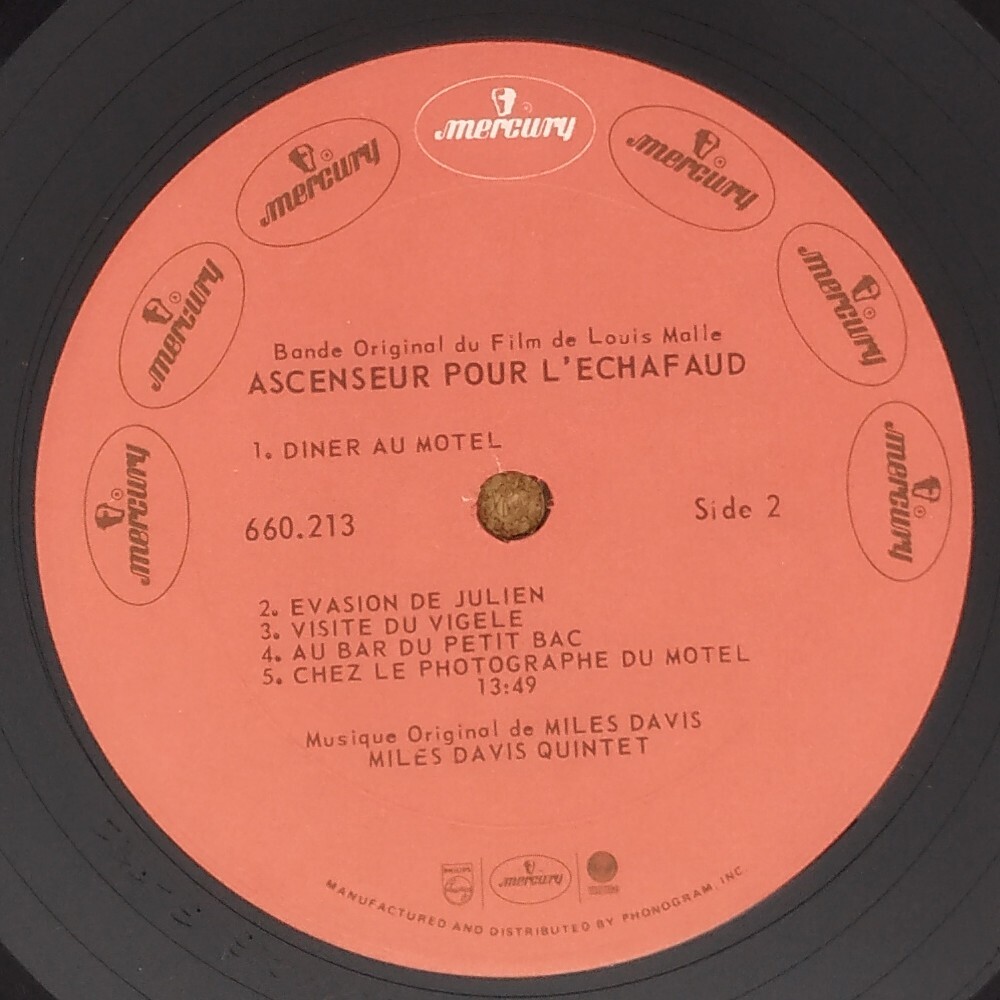 mercury
mercury
mercury
mercury
mercury
mercury
mercury
Bande Original du Film de Louis Malle
ASCENSEUR POUR L'ECHAFAUD
1. DINER AU MOTEL
660.213
Side 2
2. EVASION DE JULIEN
3. VISITE DU VIGELE
4. AU BAR DU PETIT BAC
5. CHEZ LE PHOTOGRAPHE DU MOTEL
13:49
Musique Original de MILES DAVIS
MILES DAVIS QUINTET
PHILIPS
mercury
MANUFACTURED AND DISTRIBUTED BY PHONOGRAM, INC.